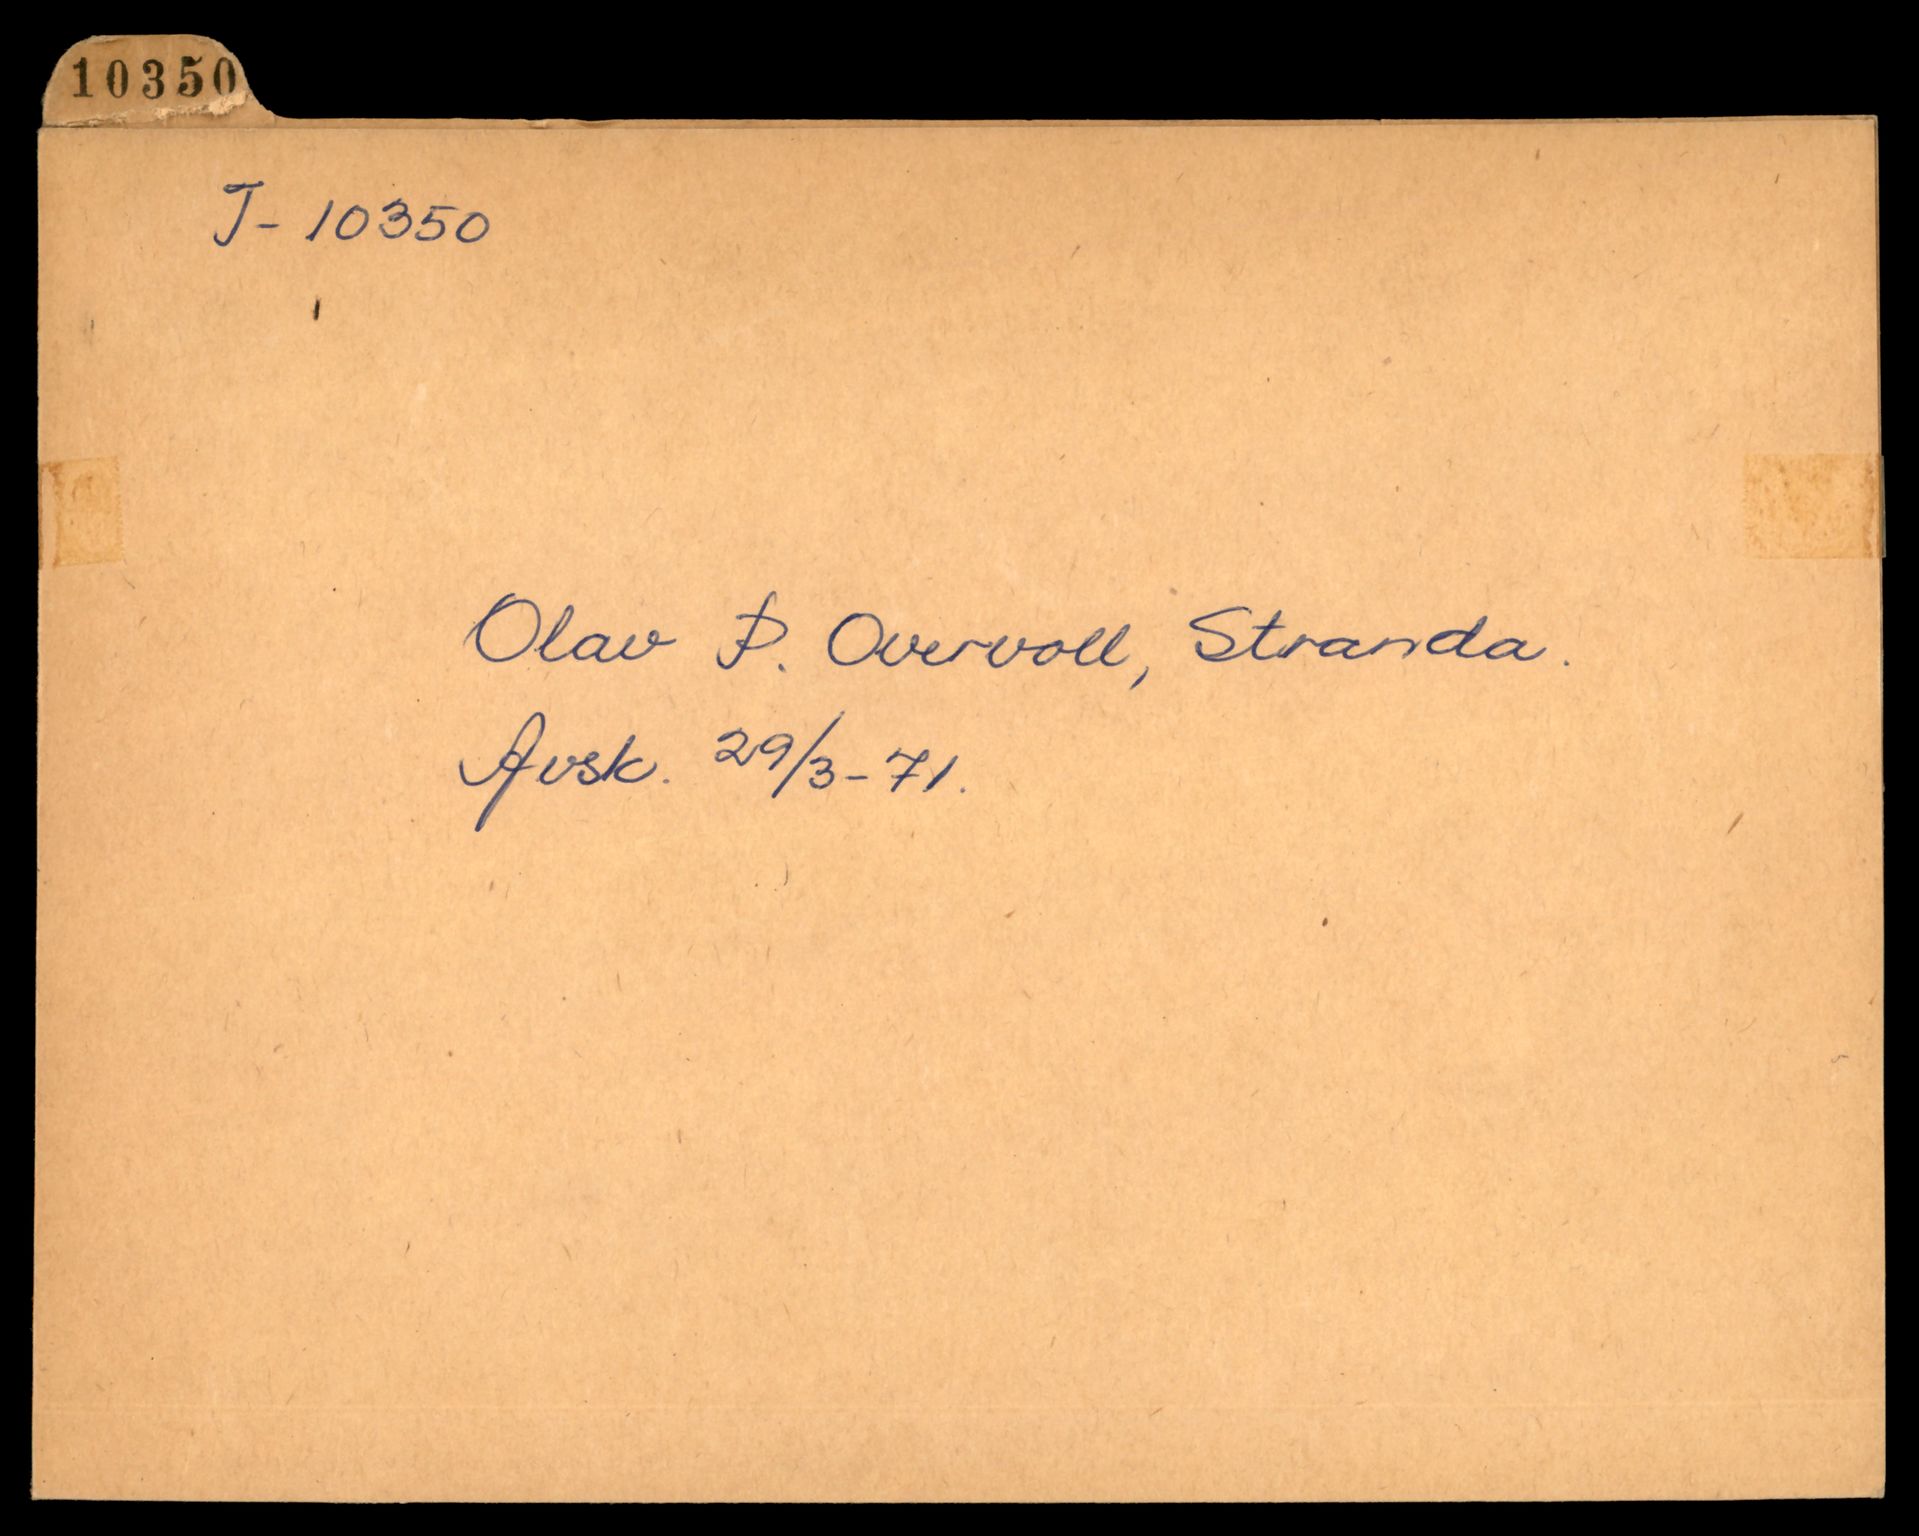 10350
J- 10350
Olav P. Overvoll, Stranda.
Avsk. 29/3-71.